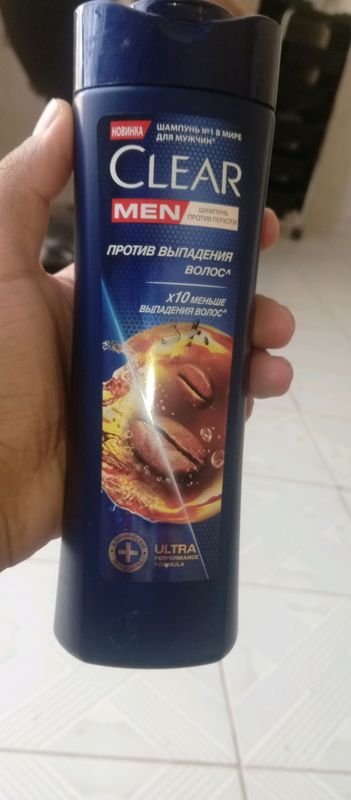 НОВИНКА
ШАМПУНЬ №1 В МИРЕ
ДЛЯ МУЖЧИН*
CLEAR
MEN
ШАМПУНЬ
ПРОТИВ ПЕРХОТИ
ПРОТИВ ВЫПАДЕНИЯ
ВОЛОС^
x10 МЕНЬШЕ
ВЫПАДЕНИЯ ВОЛОС^
ULTRA
PERFORMANCE
FORMULA